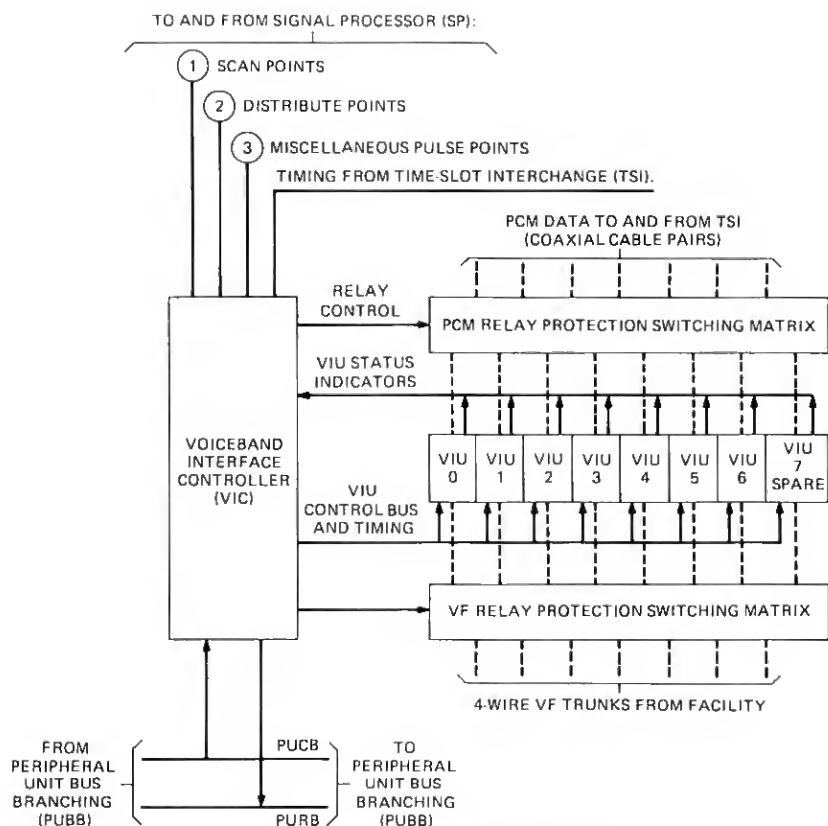 TO AND FROM SIGNAL PROCESSOR (SP):
1 SCAN POINTS
2 DISTRIBUTE POINTS
3 MISCELLANEOUS PULSE POINTS
TIMING FROM TIME-SLOT INTERCHANGE (TSI).
PCM DATA TO AND FROM TSI
(COAXIAL CABLE PAIRS)
RELAY
CONTROL
PCM RELAY PROTECTION SWITCHING MATRIX
VIU STATUS
INDICATORS
VOICEBAND
INTERFACE
CONTROLLER
(VIC)
VIU
0
VIU
1
VIU
2
VIU
3
VIU
4
VIU
5
VIU
6
VIU
7
SPARE
VIU
CONTROL BUS
AND TIMING
VF RELAY PROTECTION SWITCHING MATRIX
4-WIRE VF TRUNKS FROM FACILITY
FROM
PERIPHERAL
UNIT BUS
BRANCHING
(PUBB)
PUCB
PURB
TO
PERIPHERAL
UNIT BUS
BRANCHING
(PUBB)